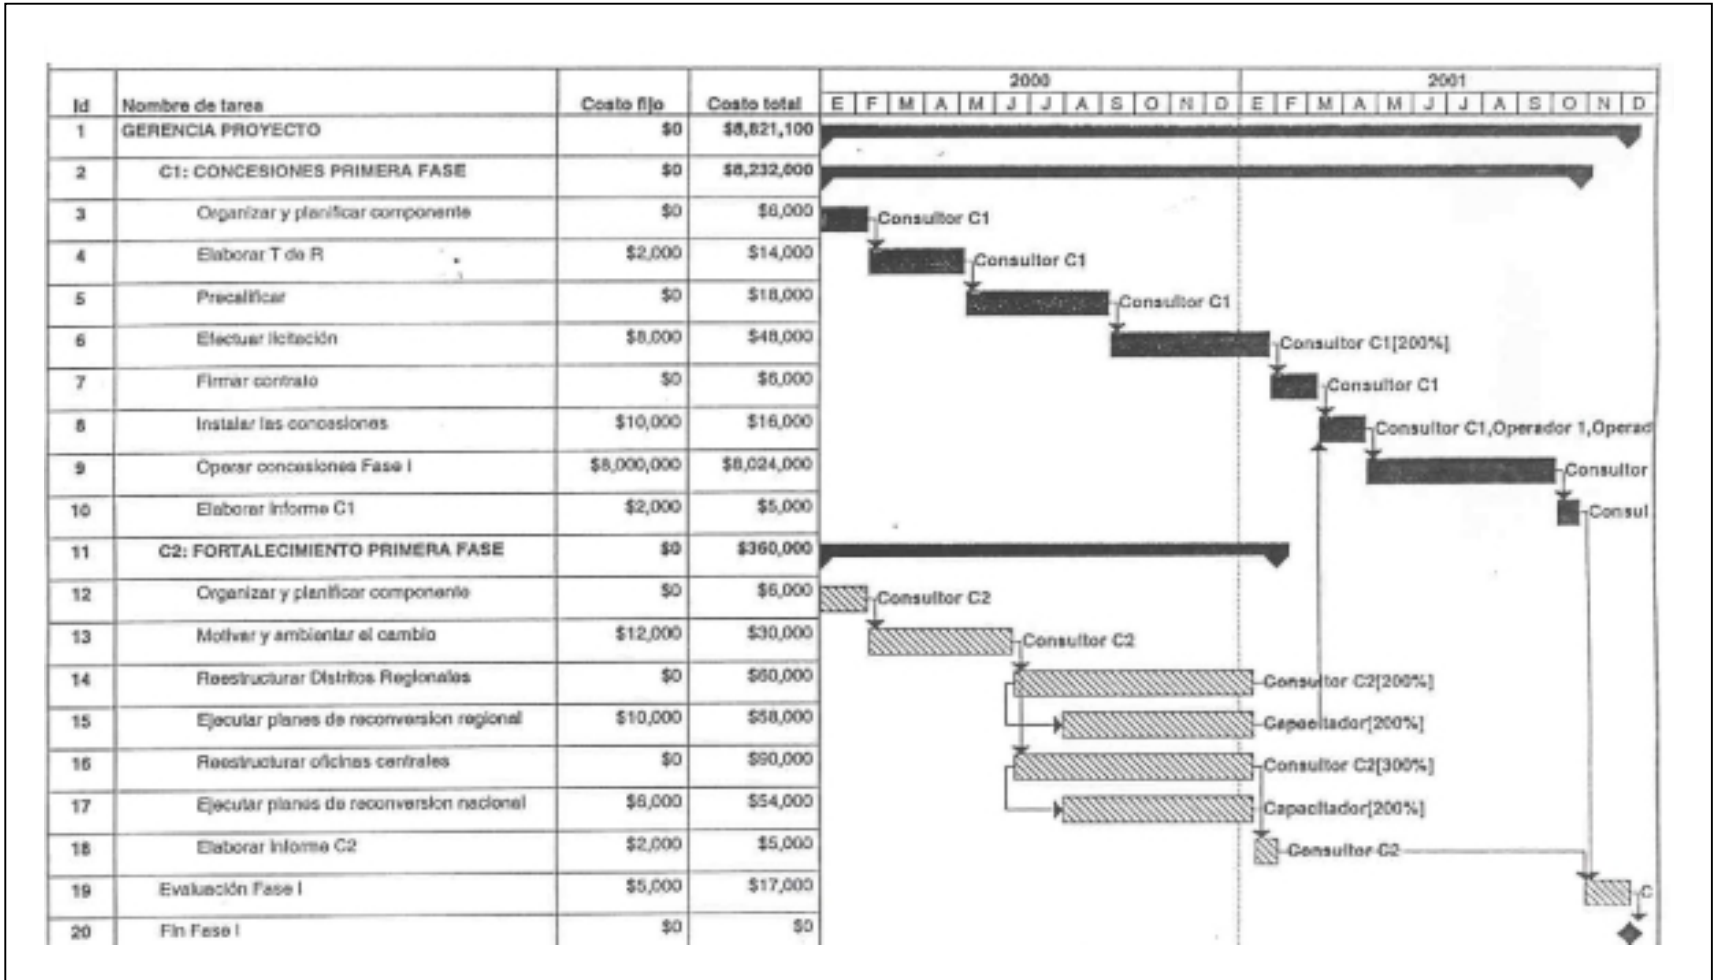 2000 2001
Id Nombre de tarea Costo fijo Costo total E F M A M J J A S O N D E F M A M J J A S O N D
1 GERENCIA PROYECTO $0 $8,821,100
2 C1: CONCESIONES PRIMERA FASE $0 $8,232,000
3 Organizar y planificar componente $0 $6,000 Consultor C1
4 Elaborar T de R $2,000 $14,000 Consultor C1
5 Precalificar $0 $18,000 Consultor C1
6 Efectuar licitación $8,000 $48,000 Consultor C1[200%]
7 Firmar contrato $0 $6,000 Consultor C1
8 Instalar las concesiones $10,000 $16,000 Consultor C1,Operador 1,Operad
9 Operar concesiones Fase I $8,000,000 $8,024,000 Consultor
10 Elaborar Informe C1 $2,000 $5,000 Consul
11 C2: FORTALECIMIENTO PRIMERA FASE $0 $360,000
12 Organizar y planificar componente $0 $6,000 Consultor C2
13 Motivar y ambientar el cambio $12,000 $30,000 Consultor C2
14 Reestructurar Distritos Regionales $0 $60,000 Consultor C2[200%]
15 Ejecutar planes de reconversion regional $10,000 $58,000 Capacitador[200%]
16 Reestructurar oficinas centrales $0 $90,000 Consultor C2[300%]
17 Ejecutar planes de reconversion nacional $6,000 $54,000 Capacitador[200%]
18 Elaborar Informe C2 $2,000 $5,000 Consultor C2
19 Evaluación Fase I $5,000 $17,000 C
20 Fin Fase I $0 $0